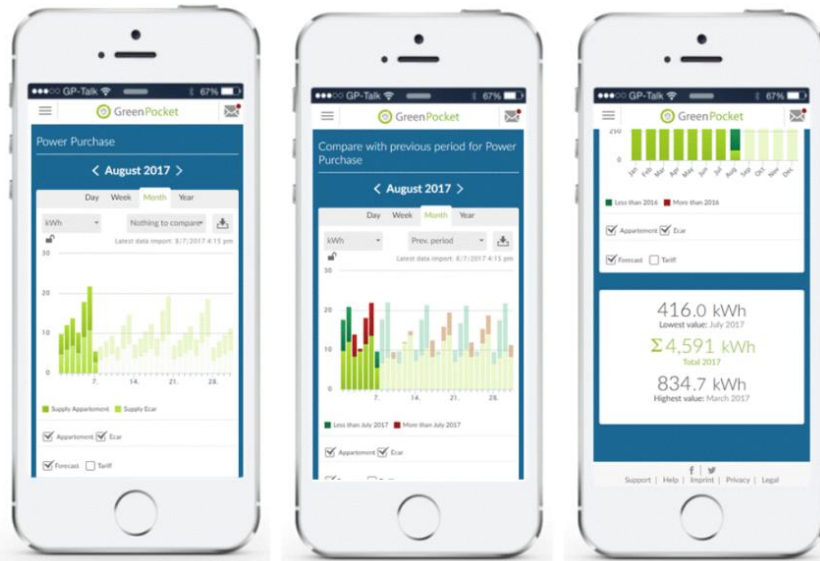 ●●●○○ GP-Talk 67%
GreenPocket
Power Purchase
< August 2017 >
Day Week Month Year
kWh Nothing to compare
Latest data import 8/7/2017 4:15 pm
30
20
10
0
7. 14. 21. 28.
Supply Appartement Supply Ecar
Appartement Ecar
Forecast Tariff
●●●○○ GP-Talk 67%
GreenPocket
Compare with previous period for Power
Purchase
< August 2017 >
Day Week Month Year
kWh Prev. period
Latest data import 8/7/2017 4:15 pm
30
20
10
0
7. 14. 21. 28.
Less than July 2017 More than July 2017
Appartement Ecar
●●●○○ GP-Talk 67%
GreenPocket
250
0
Jan Feb Mar Apr May Jun Jul Aug Sep Oct Nov Dec
Less than 2016 More than 2016
Appartement Ecar
Forecast Tariff
416.0 kWh
Lowest value: July 2017
Σ 4,591 kWh
Total 2017
834.7 kWh
Highest value: March 2017
Support | Help | Imprint | Privacy | Legal